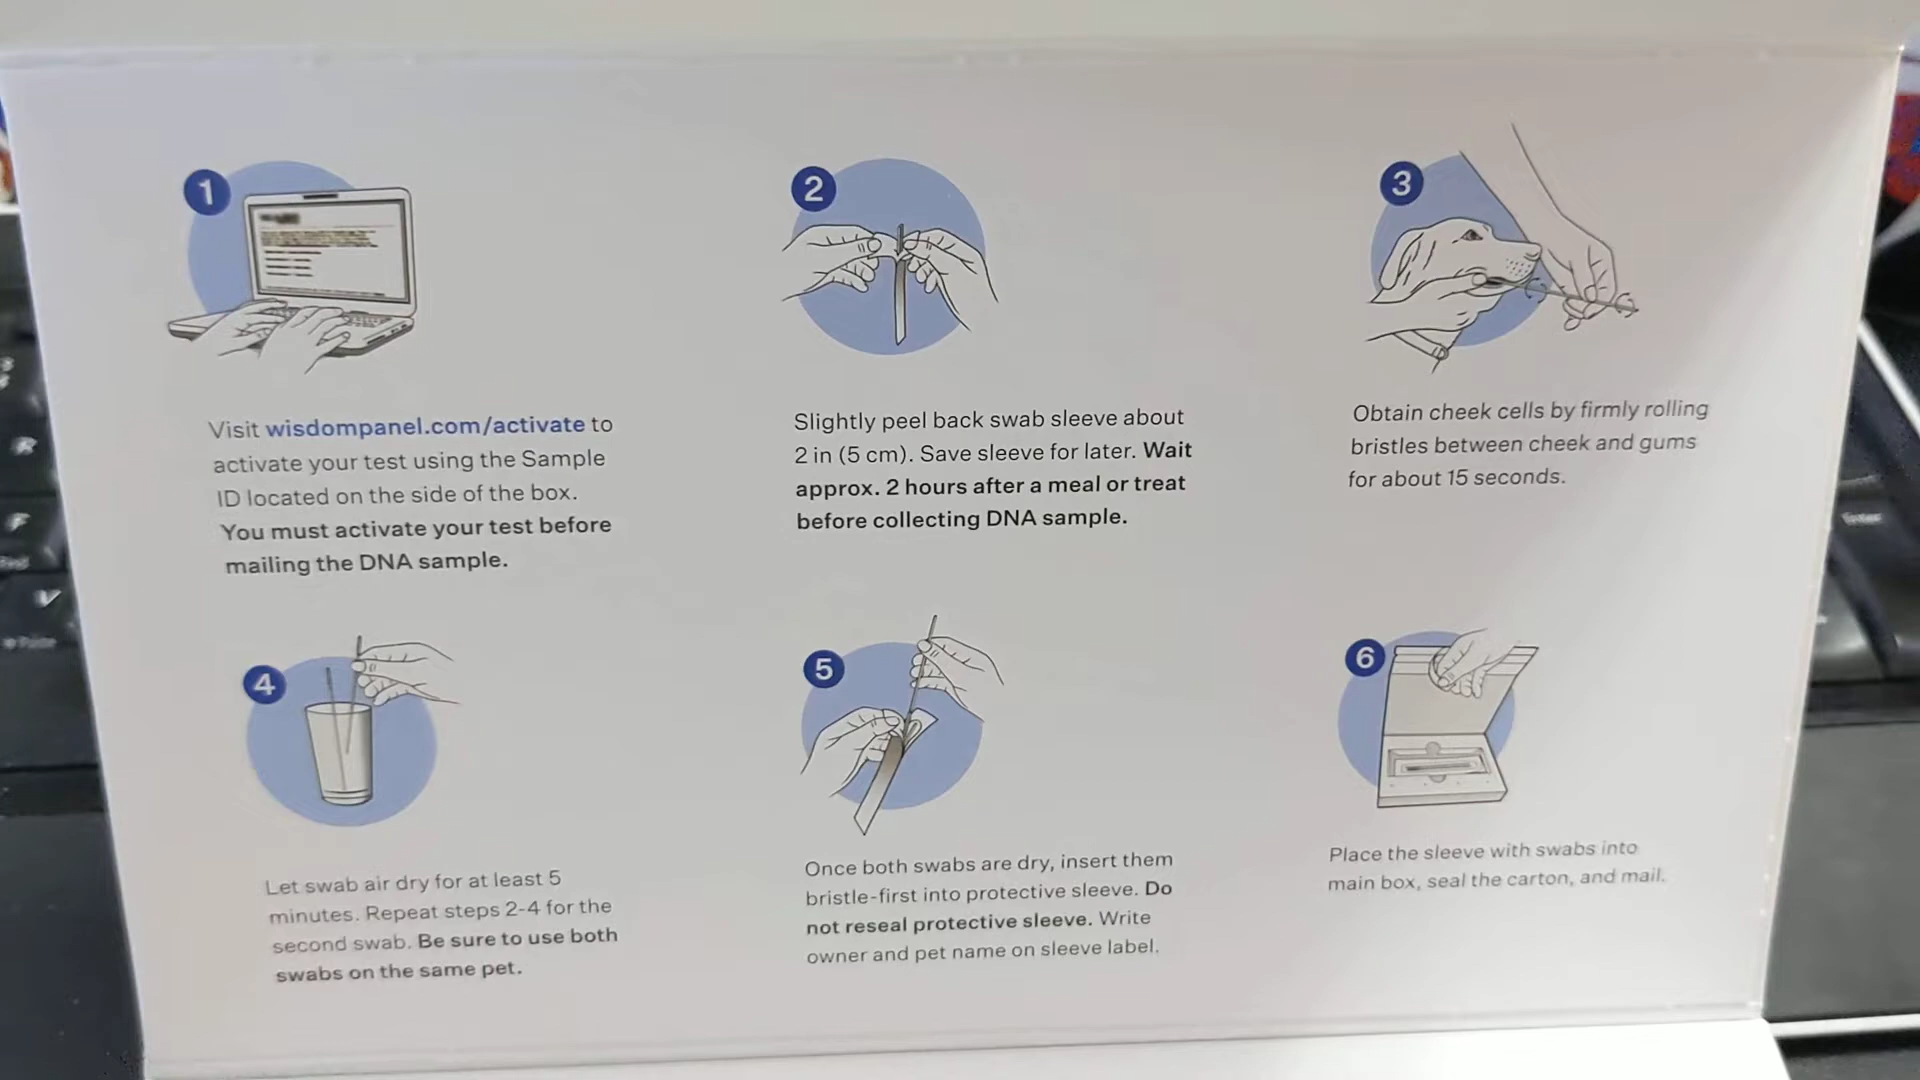 1
Visit wisdompanel.com/activate to
activate your test using the Sample
ID located on the side of the box.
You must activate your test before
mailing the DNA sample.
2
Slightly peel back swab sleeve about
2 in (5 cm). Save sleeve for later. Wait
approx. 2 hours after a meal or treat
before collecting DNA sample.
3
Obtain cheek cells by firmly rolling
bristles between cheek and gums
for about 15 seconds.
4
Let swab air dry for at least 5
minutes. Repeat steps 2-4 for the
second swab. Be sure to use both
swabs on the same pet.
5
Once both swabs are dry, insert them
bristle-first into protective sleeve. Do
not reseal protective sleeve. Write
owner and pet name on sleeve label.
6
Place the sleeve with swabs into
main box, seal the carton, and mail.
R
F
V
Enter